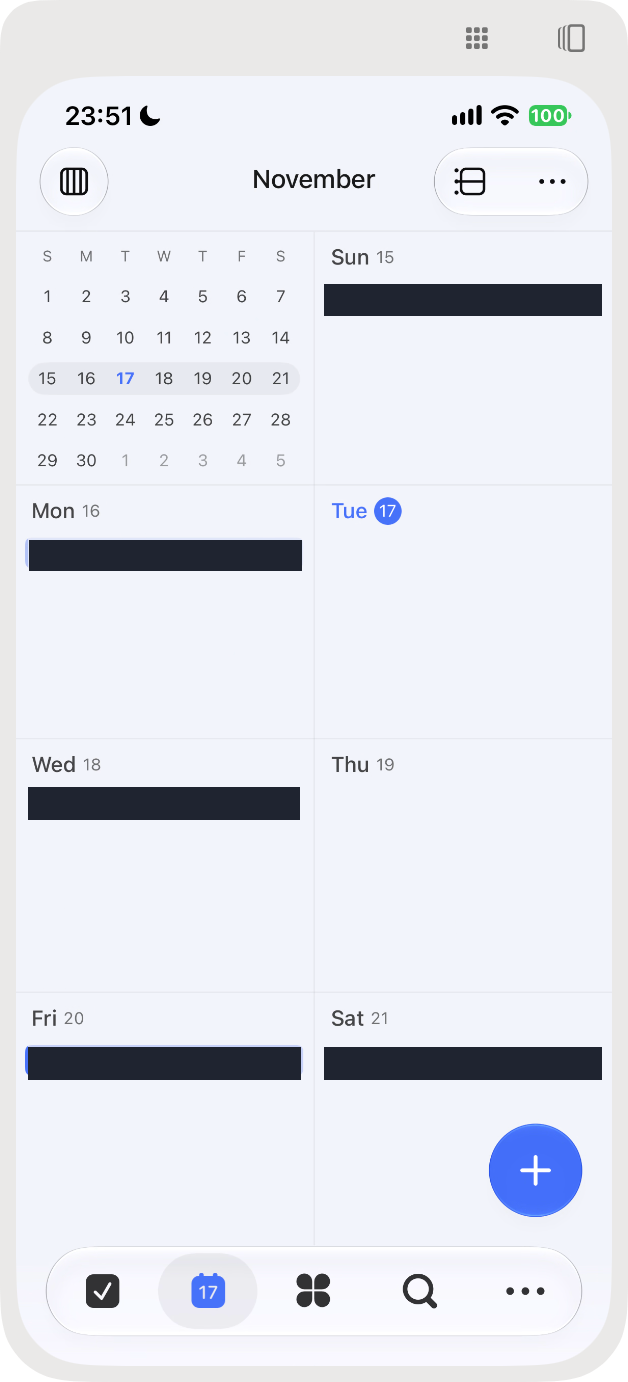 23:51
100
November
S M T W T F S
1 2 3 4 5 6 7
8 9 10 11 12 13 14
15 16 17 18 19 20 21
22 23 24 25 26 27 28
29 30 1 2 3 4 5
Sun 15
Mon 16
Tue 17
Wed 18
Thu 19
Fri 20
Sat 21
17